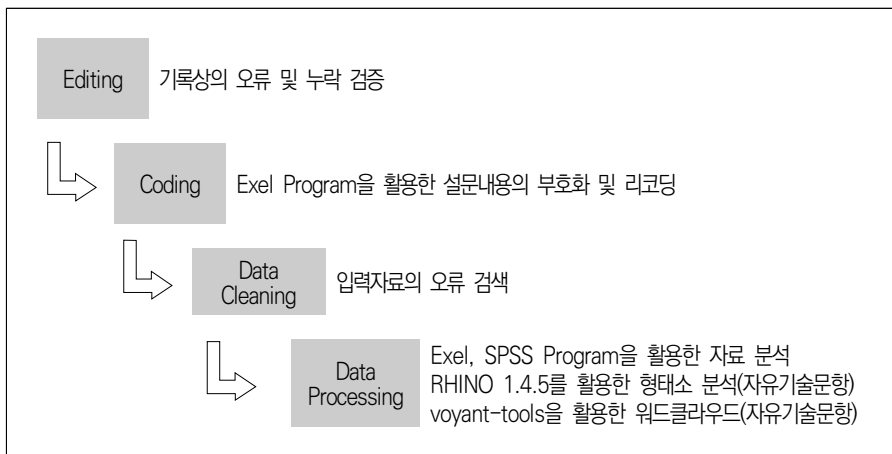 Editing 기록상의 오류 및 누락 검증
Coding Exel Program을 활용한 설문내용의 부호화 및 리코딩
Data
Cleaning
입력자료의 오류 검색
Data
Processing
Exel, SPSS Program을 활용한 자료 분석
RHINO 1.4.5를 활용한 형태소 분석(자유기술문항)
voyant-tools을 활용한 워드클라우드(자유기술문항)